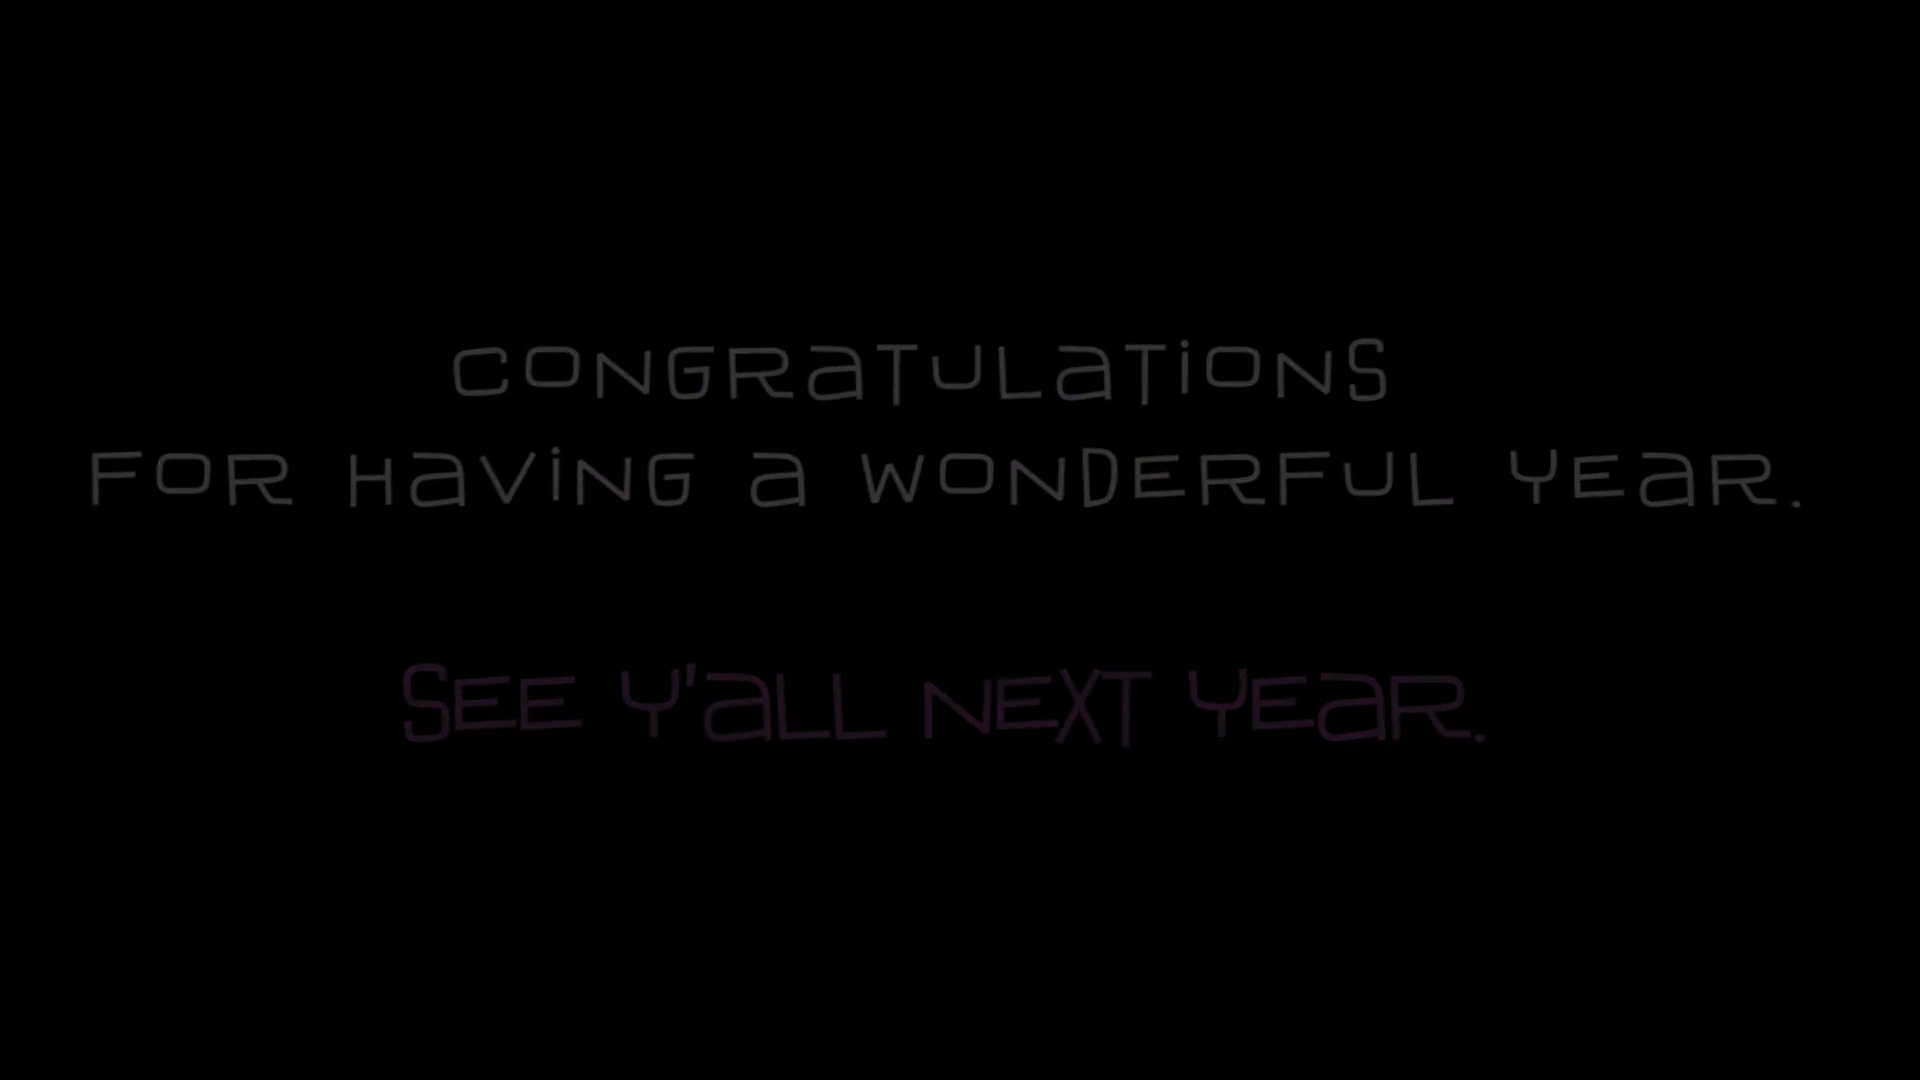 CONGRATULATIONS
FOR HAVING A WONDERFUL YEAR.
SEE Y'ALL NEXT YEAR.